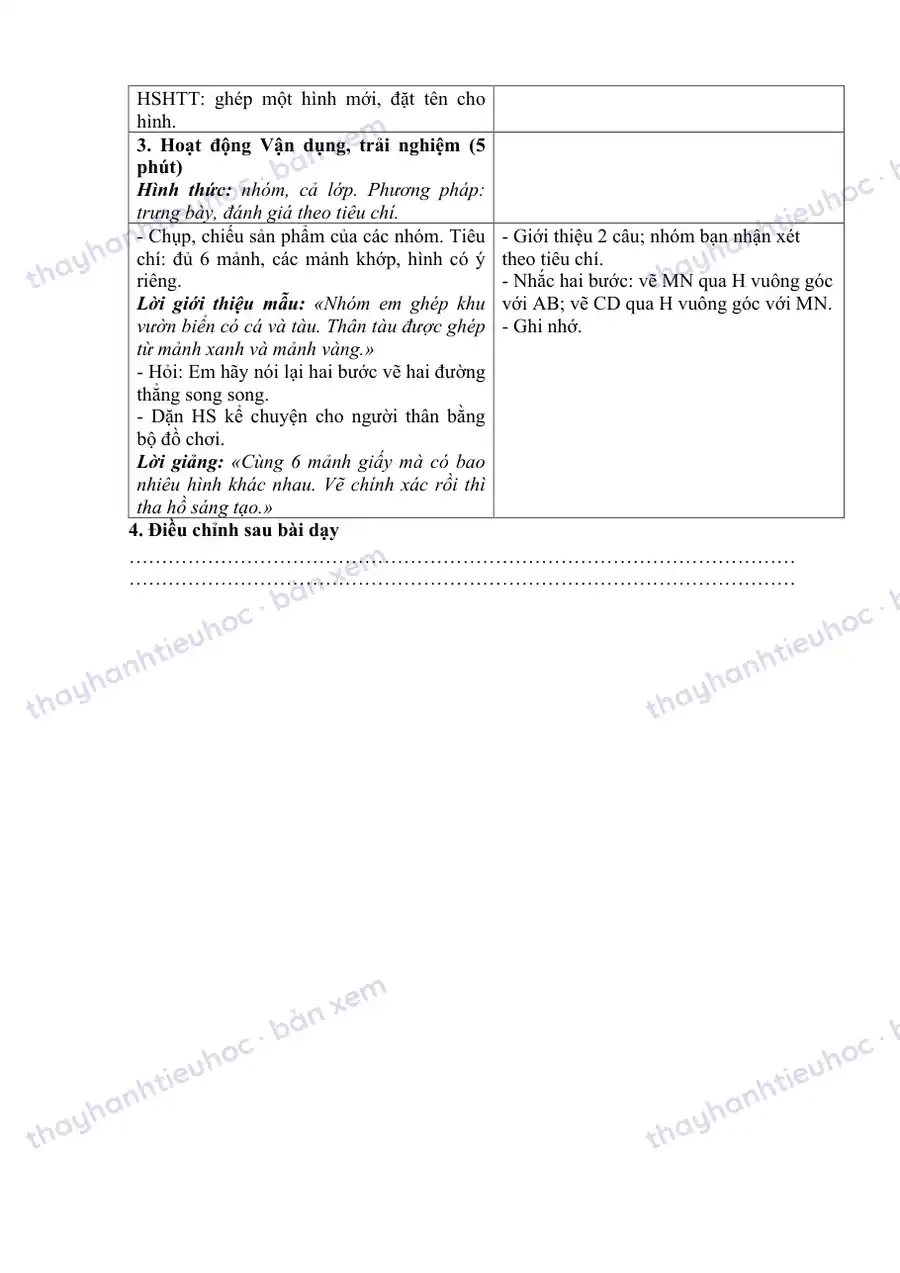 HSHTT: ghép một hình mới, đặt tên cho
hình.
3. Hoạt động Vận dụng, trải nghiệm (5
phút)
Hình thức: nhóm, cả lớp. Phương pháp:
trưng bày, đánh giá theo tiêu chí.
- Chụp, chiếu sản phẩm của các nhóm. Tiêu
chí: đủ 6 mảnh, các mảnh khớp, hình có ý
riêng.
Lời giới thiệu mẫu: «Nhóm em ghép khu
vườn biển có cá và tàu. Thân tàu được ghép
từ mảnh xanh và mảnh vàng.»
- Hỏi: Em hãy nói lại hai bước vẽ hai đường
thẳng song song.
- Dặn HS kể chuyện cho người thân bằng
bộ đồ chơi.
Lời giảng: «Cùng 6 mảnh giấy mà có bao
nhiêu hình khác nhau. Vẽ chính xác rồi thì
tha hồ sáng tạo.»
- Giới thiệu 2 câu; nhóm bạn nhận xét
theo tiêu chí.
- Nhắc hai bước: vẽ MN qua H vuông góc
với AB; vẽ CD qua H vuông góc với MN.
- Ghi nhớ.
4. Điều chỉnh sau bài dạy
……………………………………………………………………………………………
……………………………………………………………………………………………
thayhanhtieuhoc · bản xem
thayhanhtieuhoc · b
thayhanhtieuhoc · bản xem
thayhanhtieuhoc · b
thayhanhtieuhoc · bản xem
thayhanhtieuhoc · b